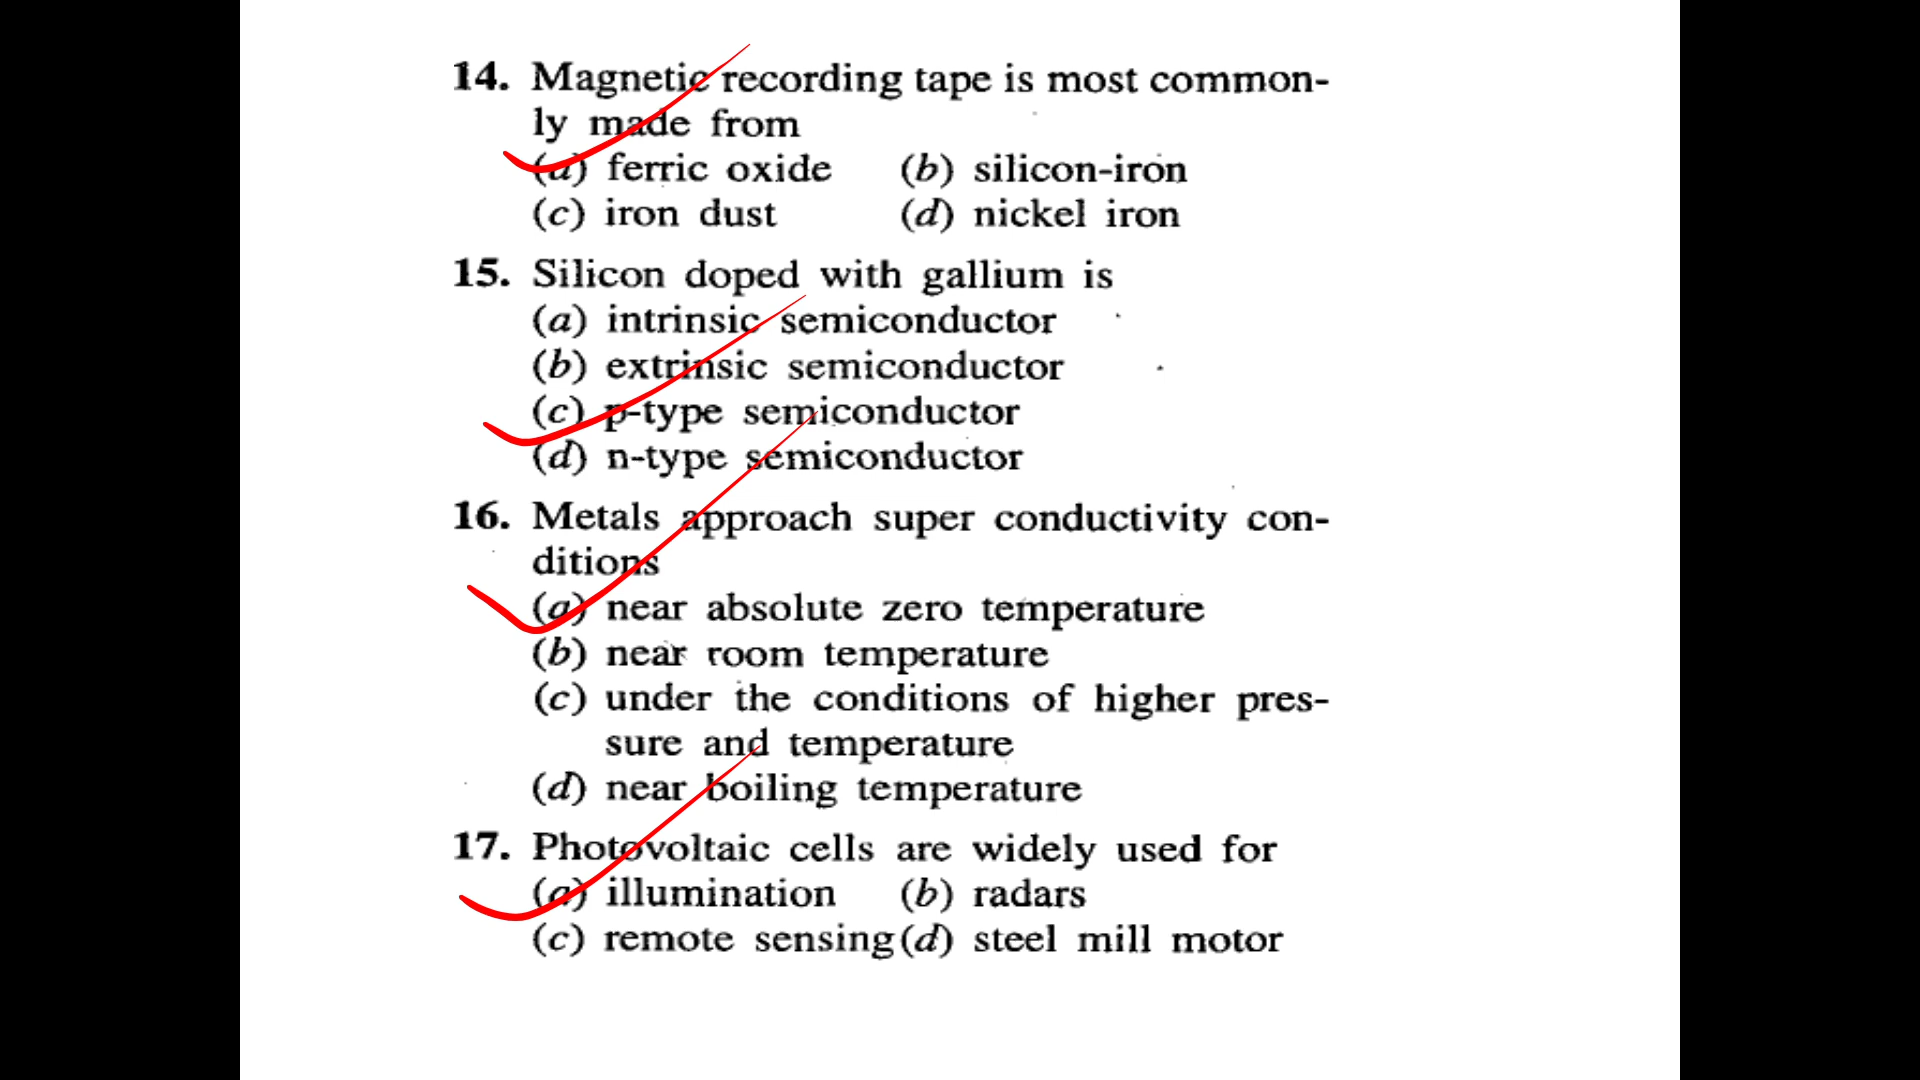 14. Magnetic recording tape is most common-
ly made from
(a) ferric oxide (b) silicon-iron
(c) iron dust (d) nickel iron
15. Silicon doped with gallium is
(a) intrinsic semiconductor
(b) extrinsic semiconductor
(c) p-type semiconductor
(d) n-type semiconductor
16. Metals approach super conductivity con-
ditions
(a) near absolute zero temperature
(b) near room temperature
(c) under the conditions of higher pres-
sure and temperature
(d) near boiling temperature
17. Photovoltaic cells are widely used for
(a) illumination (b) radars
(c) remote sensing (d) steel mill motor